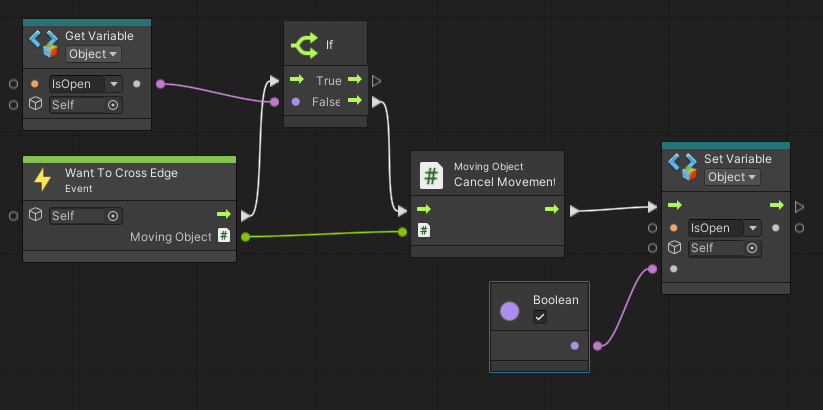 Get Variable
Object
IsOpen
Self
If
True
False
Want To Cross Edge
Event
Self
Moving Object
#
Moving Object
Cancel Movement
#
#
Set Variable
Object
IsOpen
Self
Boolean